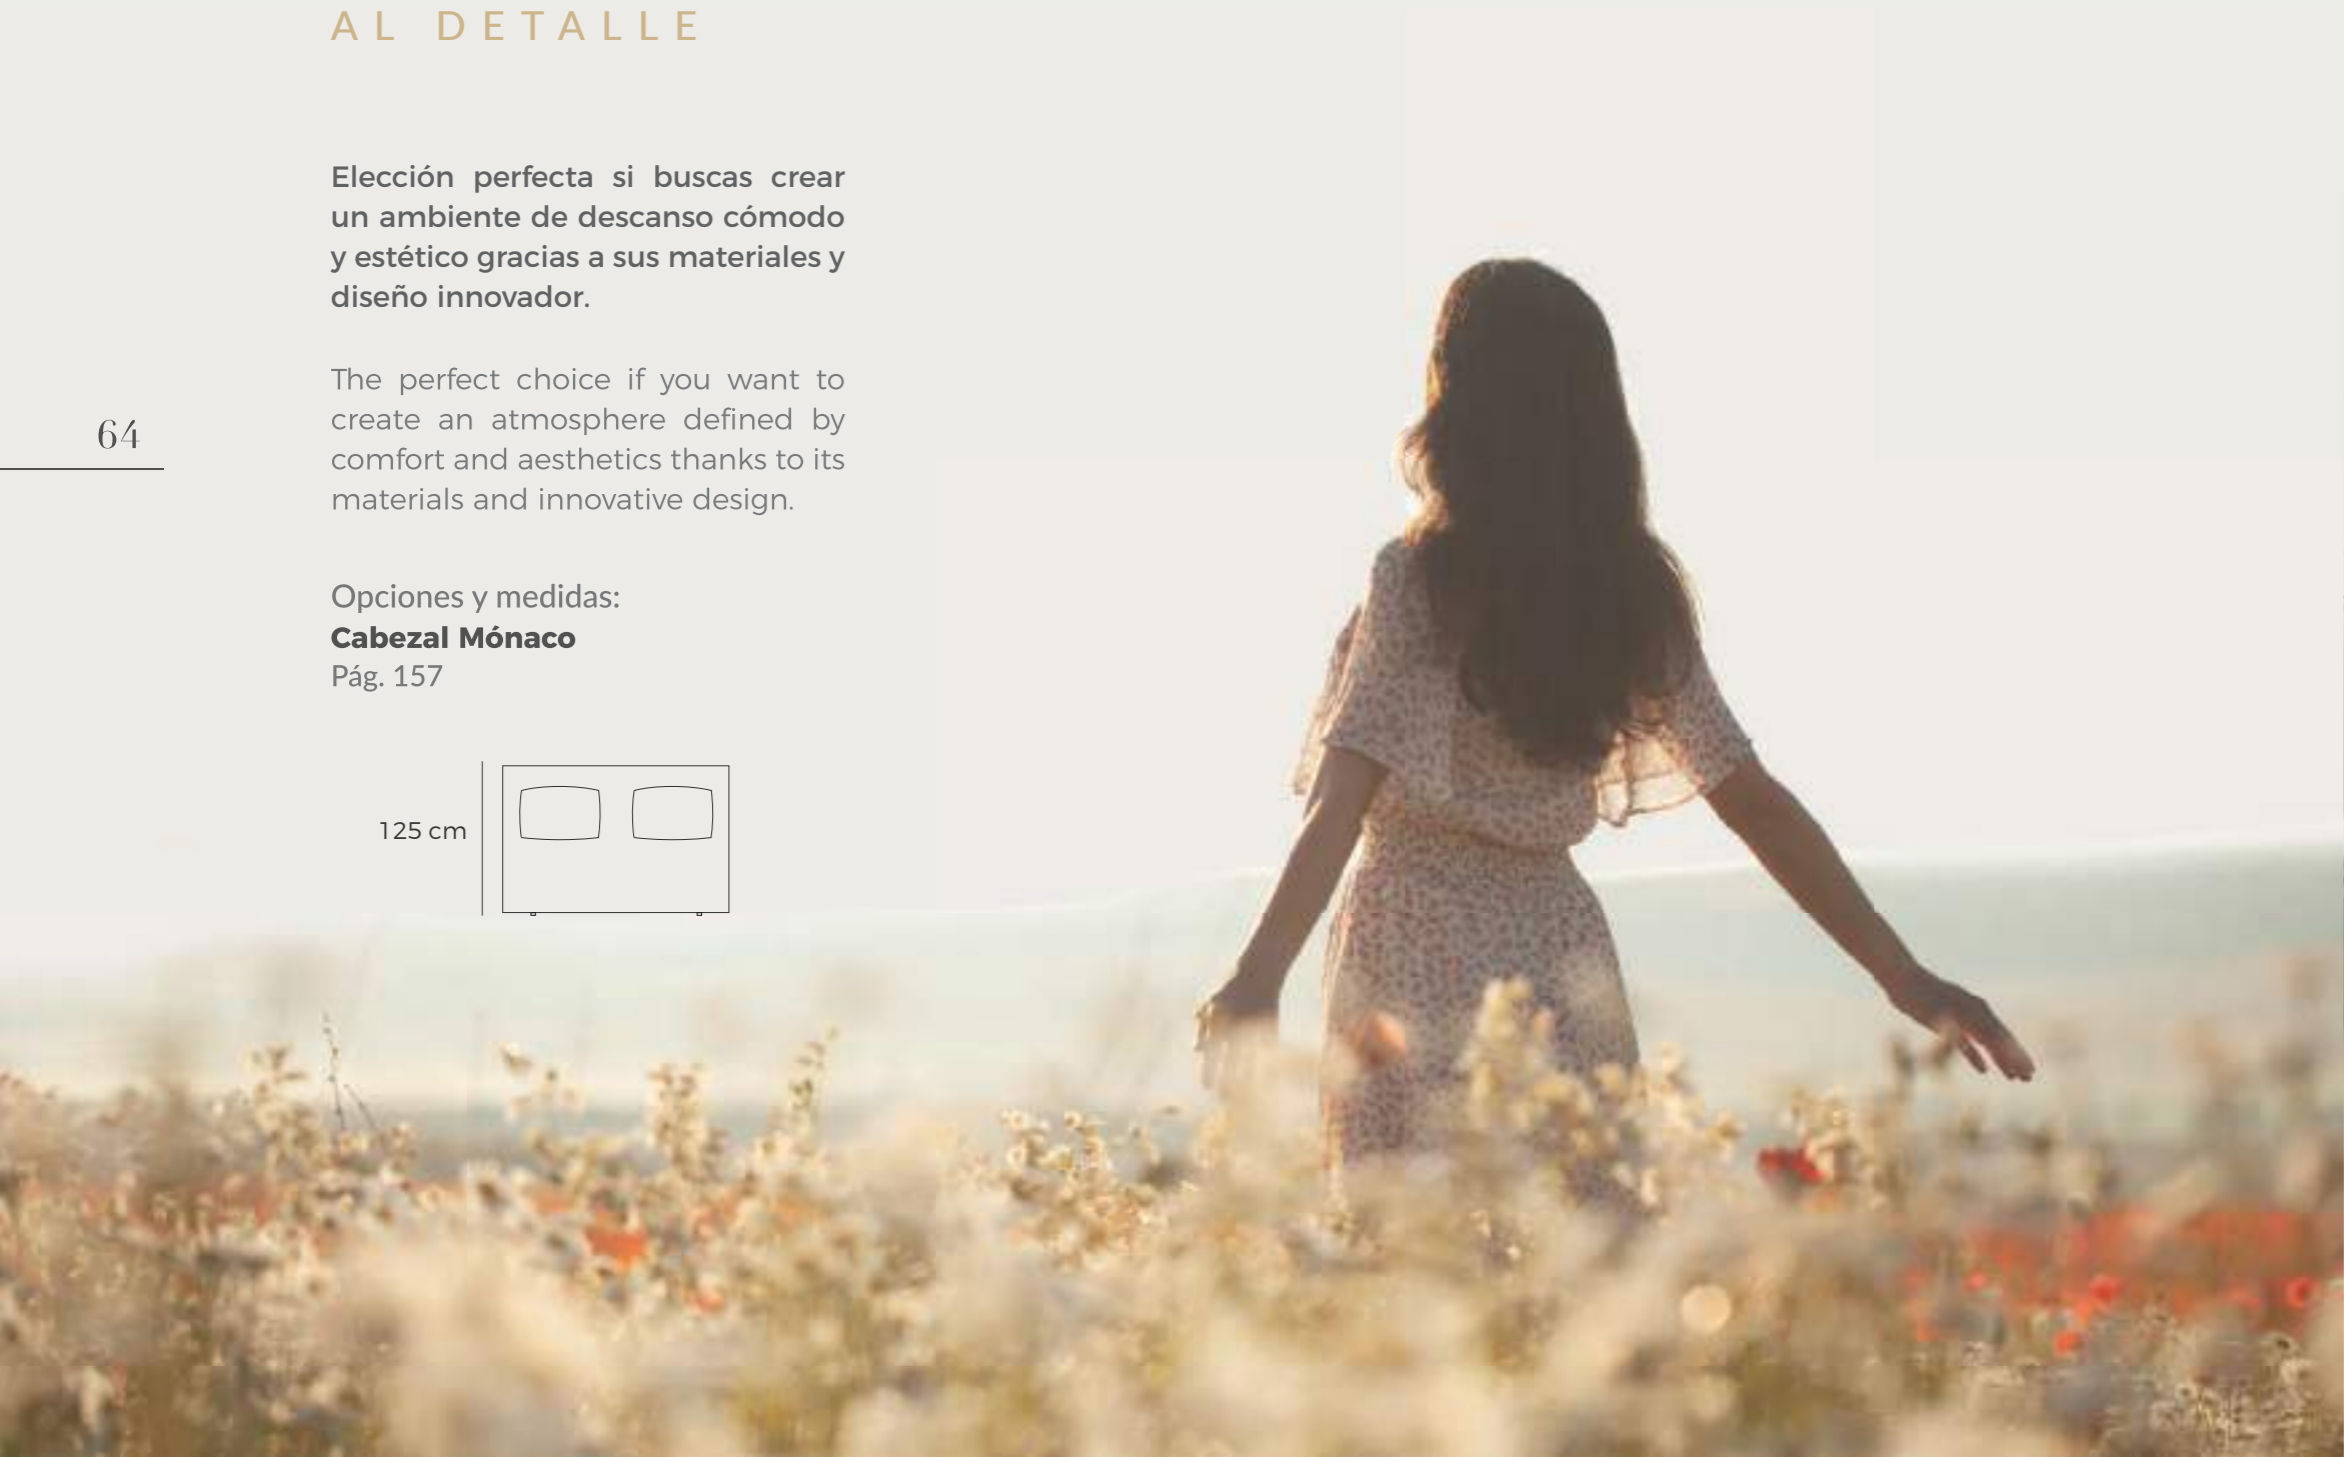 AL DETALLE
Elección perfecta si buscas crear
un ambiente de descanso cómodo
y estético gracias a sus materiales y
diseño innovador.
The perfect choice if you want to
create an atmosphere defined by
comfort and aesthetics thanks to its
materials and innovative design.
64
Opciones y medidas:
Cabezal Mónaco
Pág. 157
125 cm